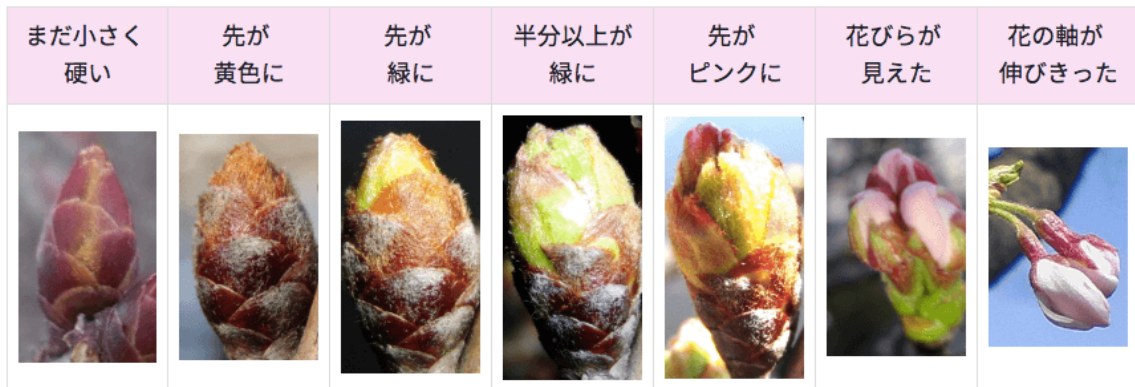 まだ小さく
硬い
先が
黄色に
先が
緑に
半分以上が
緑に
先が
ピンクに
花びらが
見えた
花の軸が
伸びきった